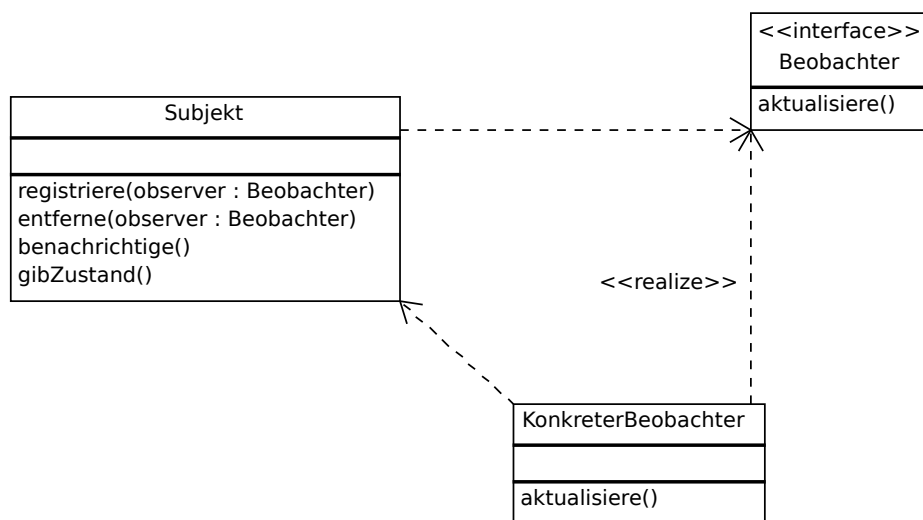 <<interface>>
Beobachter
aktualisiere()
Subjekt
registriere(observer : Beobachter)
entferne(observer : Beobachter)
benachrichtige()
gibZustand()
<<realize>>
KonkreterBeobachter
aktualisiere()